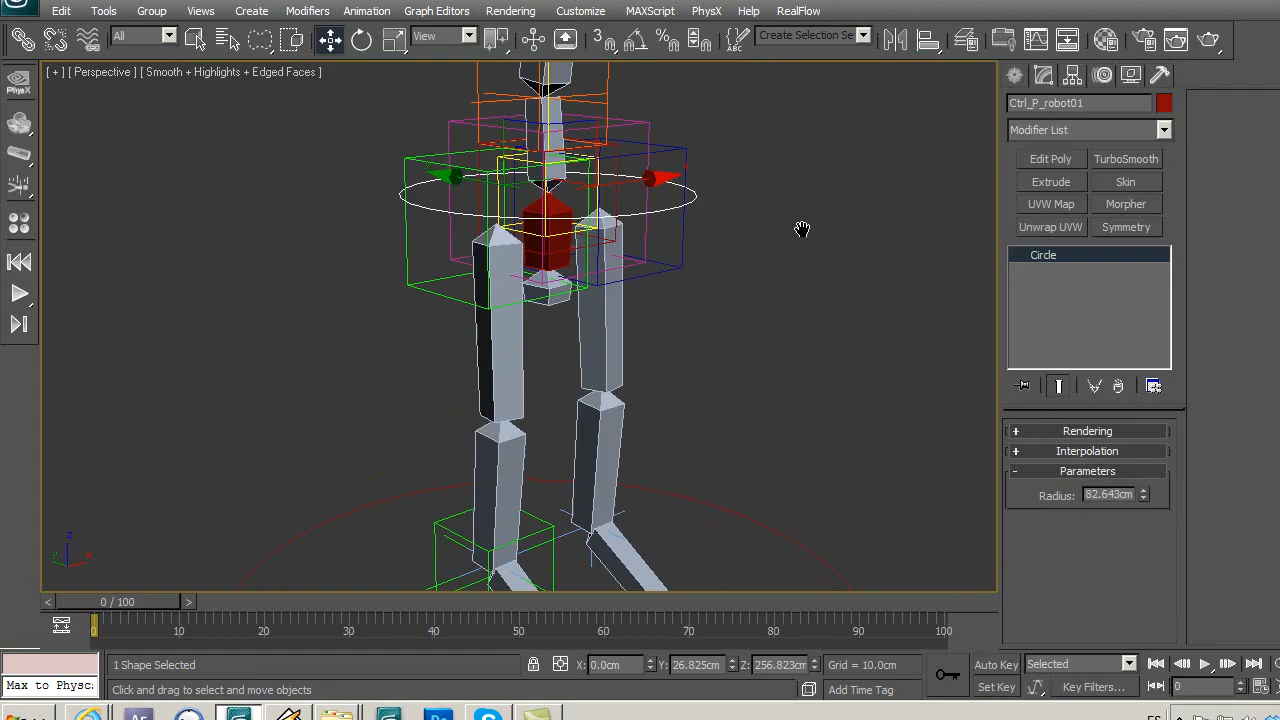 Edit Tools Group Views Create Modifiers Animation Graph Editors Rendering Customize MAXScript PhysX Help RealFlow
All View 3 Create Selection Se
[ + ] [ Perspective ] [ Smooth + Highlights + Edged Faces ]
PhysX
Ctrl_P_robot01
Modifier List
Edit Poly TurboSmooth
Extrude Skin
UVW Map Morpher
Unwrap UVW Symmetry
Circle
+ Rendering
+ Interpolation
- Parameters
Radius: 82.643cm
z
y x
< 0 / 100 >
0 10 20 30 40 50 60 70 80 90 100
1 Shape Selected X: 0.0cm Y: 26.825cm Z: 256.823cm Grid = 10.0cm Auto Key Selected
Max to Physc: Click and drag to select and move objects Add Time Tag Set Key Key Filters... 0